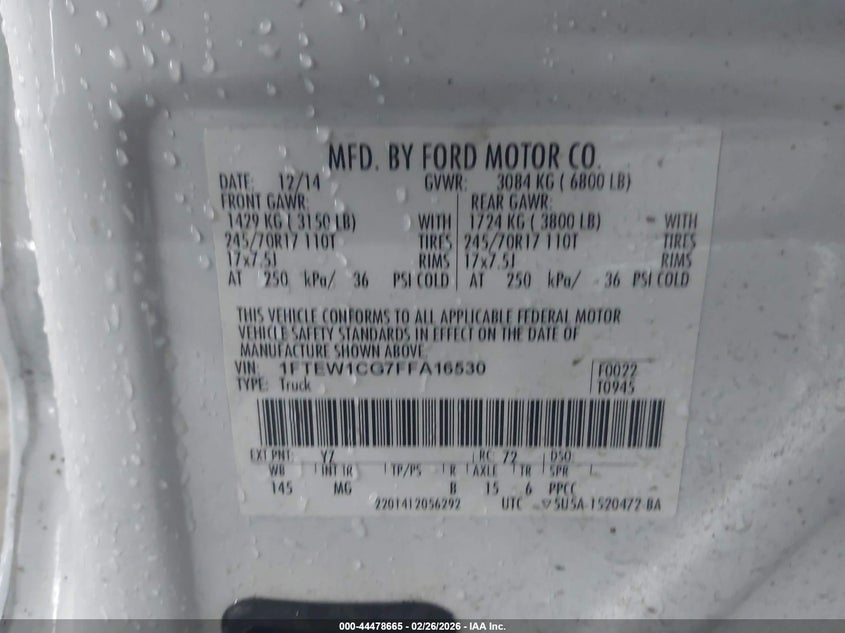 MFD. BY FORD MOTOR CO.
DATE: 12/14 GVWR: 3084 KG ( 6800 LB)
FRONT GAWR: REAR GAWR:
1429 KG ( 3150 LB) WITH 1724 KG ( 3800 LB) WITH
245/70R17 110T TIRES 245/70R17 110T TIRES
17x7.5J RIMS 17x7.5J RIMS
AT 250 kPa/ 36 PSI COLD AT 250 kPa/ 36 PSI COLD
THIS VEHICLE CONFORMS TO ALL APPLICABLE FEDERAL MOTOR
VEHICLE SAFETY STANDARDS IN EFFECT ON THE DATE OF
MANUFACTURE SHOWN ABOVE.
VIN: 1FTEW1CG7FFA16530 F0022
TYPE: Truck T0945
EXT PNT: YZ RC: 72 DSO:
WB INT TR TP/PS R AXLE TR SPR
145 MG B 15 6 PPCC
2201412056292 UTC 5U5A-1520472-BA
000-44478665 - 02/26/2026 - IAA Inc.